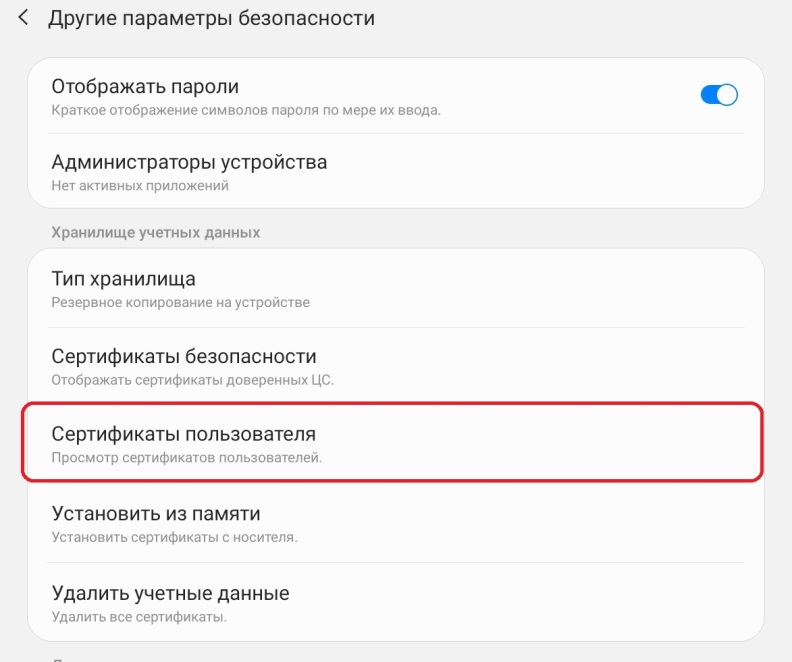 Другие параметры безопасности
Отображать пароли
Краткое отображение символов пароля по мере их ввода.
Администраторы устройства
Нет активных приложений
Хранилище учетных данных
Тип хранилища
Резервное копирование на устройстве
Сертификаты безопасности
Отображать сертификаты доверенных ЦС.
Сертификаты пользователя
Просмотр сертификатов пользователей.
Установить из памяти
Установить сертификаты с носителя.
Удалить учетные данные
Удалить все сертификаты.